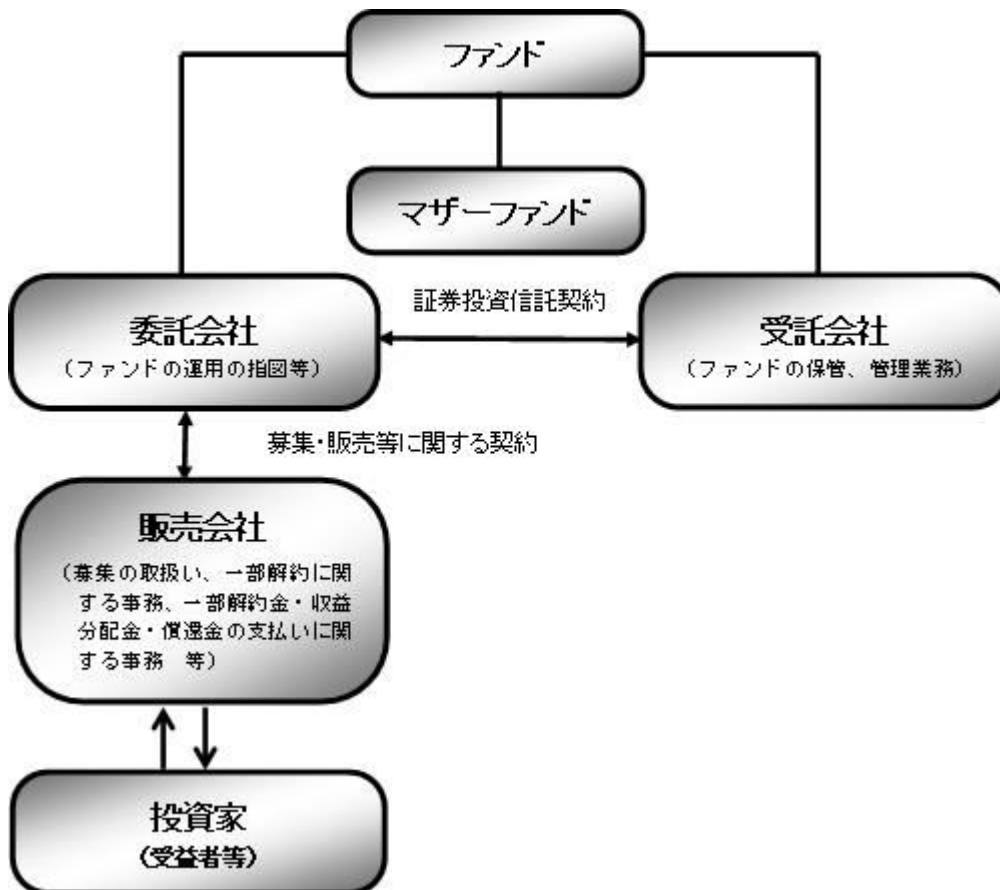 ファンド
マザーファンド
証券投資信託契約
委託会社
（ファンドの運用の指図等）
受託会社
（ファンドの保管、管理業務）
募集・販売等に関する契約
販売会社
（募集の取扱い、一部解約に関
する事務、一部解約金・収益
分配金・償還金の支払いに関
する事務　等）
投資家
（受益者等）